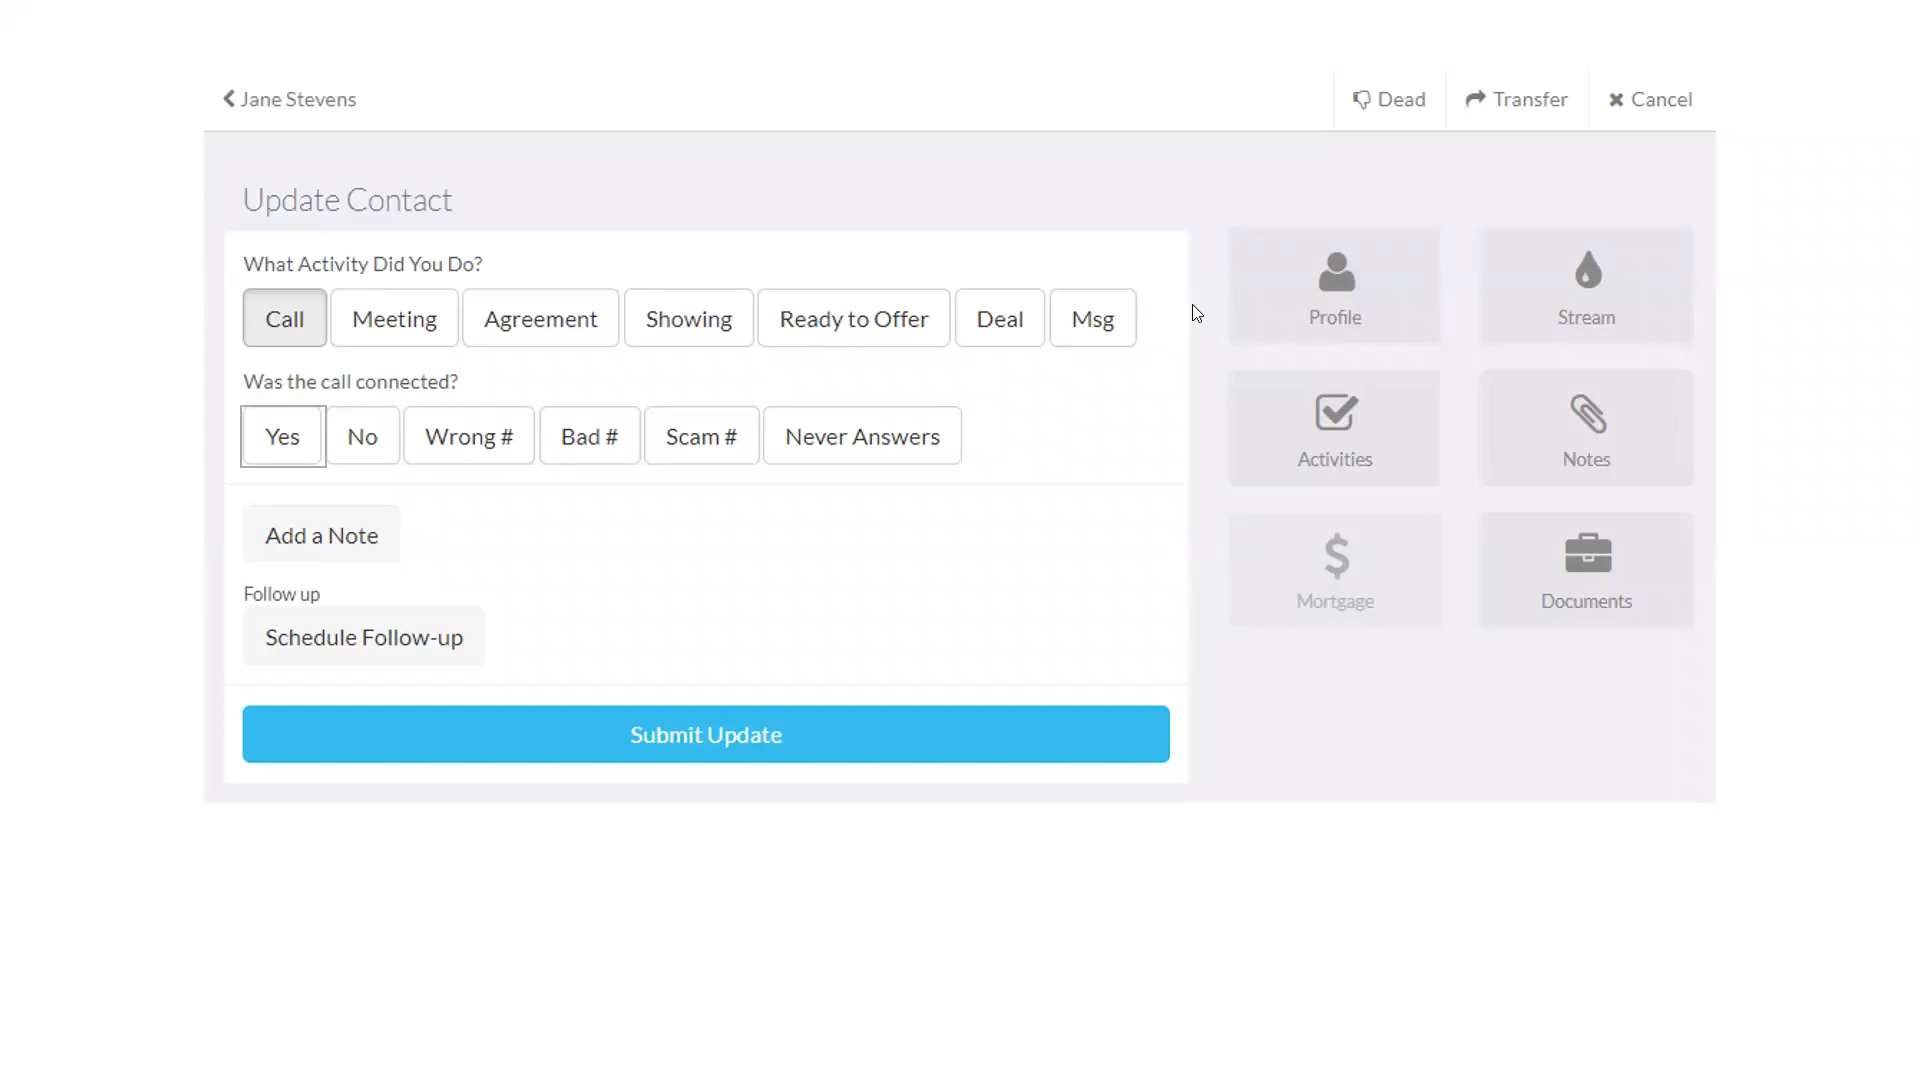 Jane Stevens
Dead
Transfer
Cancel
Update Contact
What Activity Did You Do?
Call
Meeting
Agreement
Showing
Ready to Offer
Deal
Msg
Was the call connected?
Yes
No
Wrong #
Bad #
Scam #
Never Answers
Add a Note
Follow up
Schedule Follow-up
Submit Update
Profile
Stream
Activities
Notes
Mortgage
Documents